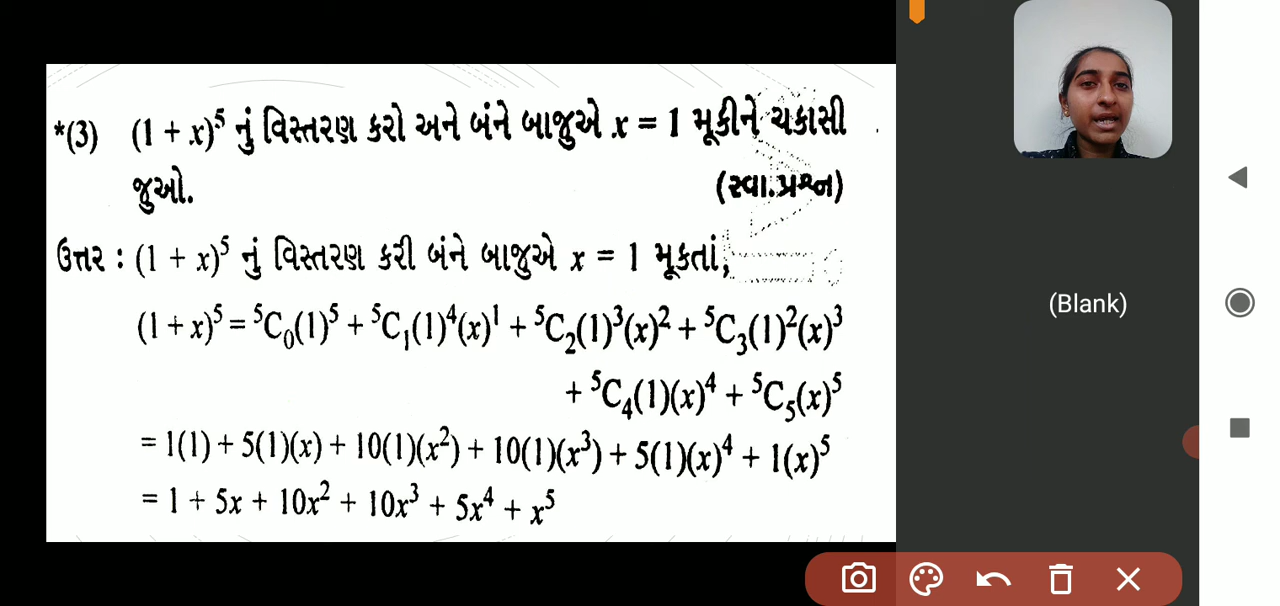 *(3) (1 + x)⁵ નું વિસ્તરણ કરો અને બંને બાજુએ x = 1 મૂકીને ચકાસી
જુઓ. (સ્વા.પ્રશ્ન)
ઉત્તર : (1 + x)⁵ નું વિસ્તરણ કરી બંને બાજુએ x = 1 મૂકતાં,
(1 + x)⁵ = ⁵C₀(1)⁵ + ⁵C₁(1)⁴(x)¹ + ⁵C₂(1)³(x)² + ⁵C₃(1)²(x)³
+ ⁵C₄(1)(x)⁴ + ⁵C₅(x)⁵
= 1(1) + 5(1)(x) + 10(1)(x²) + 10(1)(x³) + 5(1)(x)⁴ + 1(x)⁵
= 1 + 5x + 10x² + 10x³ + 5x⁴ + x⁵
(Blank)